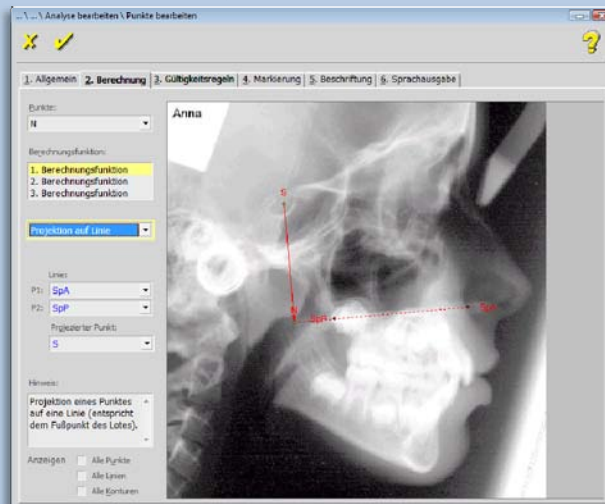 ...\ ...\ Analyse bearbeiten \ Punkte bearbeiten
1. Allgemein
2. Berechnung
3. Gültigkeitsregeln
4. Markierung
5. Beschriftung
6. Sprachausgabe
Punkte:
N
Berechnungsfunktion:
1. Berechnungsfunktion
2. Berechnungsfunktion
3. Berechnungsfunktion
Projektion auf Linie
Linie:
P1: SpA
P2: SpP
Projezierter Punkt:
S
Hinweis:
Projektion eines Punktes
auf eine Linie (entspricht
dem Fußpunkt des Lotes).
Anzeigen
Alle Punkte
Alle Linien
Alle Konturen
Anna
S
N